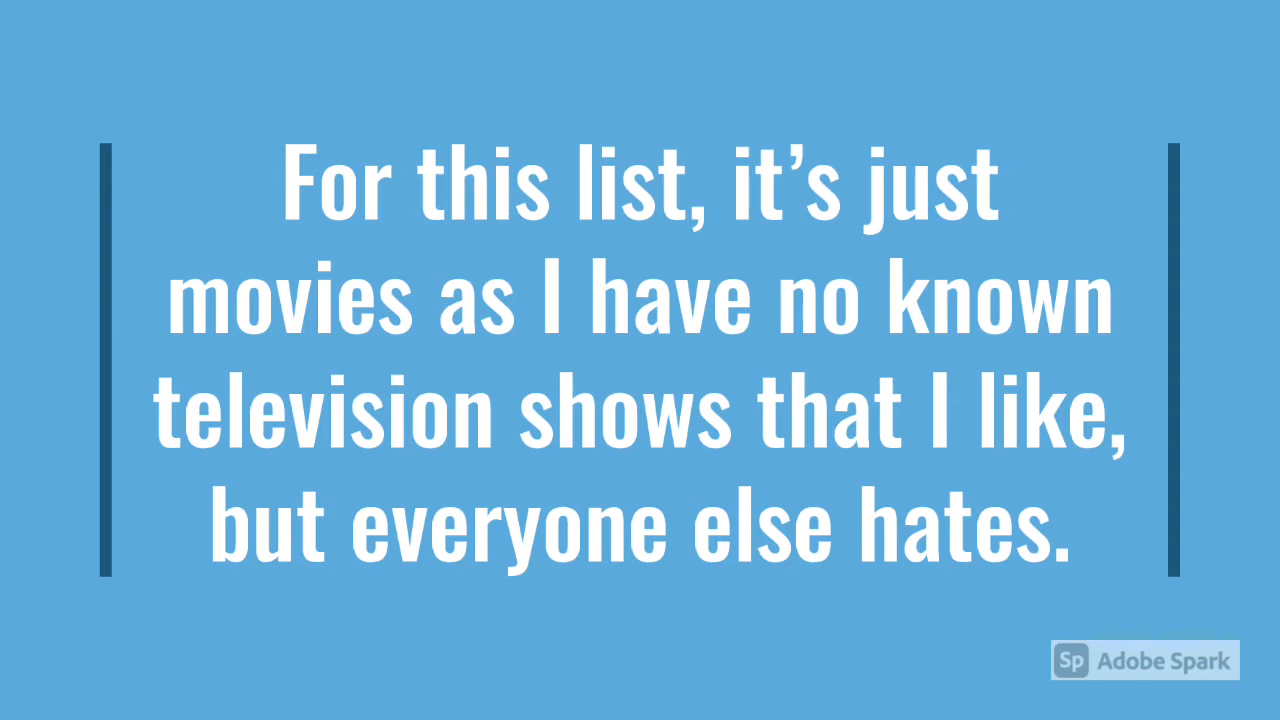 For this list, it’s just
movies as I have no known
television shows that I like,
but everyone else hates.
Sp Adobe Spark